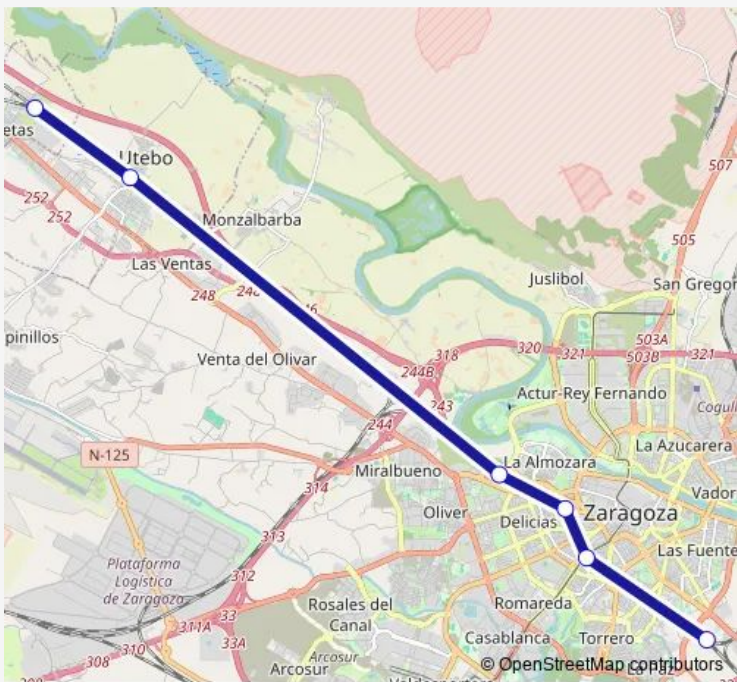 507
etas
Utebo
252
252
505
Monzalbarba
Las Ventas
Juslibol
San Gregor
248
246
pinillos
318
320
321
503A
503B
321
Venta del Olivar
244B
Actur-Rey Fernando
243
244
N-125
La Almozara
La Azucarera
Miralbueno
314
Oliver
Delicias
Zaragoza
313
Las Fuente
Plataforma
Logística
de Zaragoza
312
Rosales del
Canal
Romareda
33
311A
33A
Casablanca
Torrero
308
310
Arcosur
Arcosur
© OpenStreetMap contributors